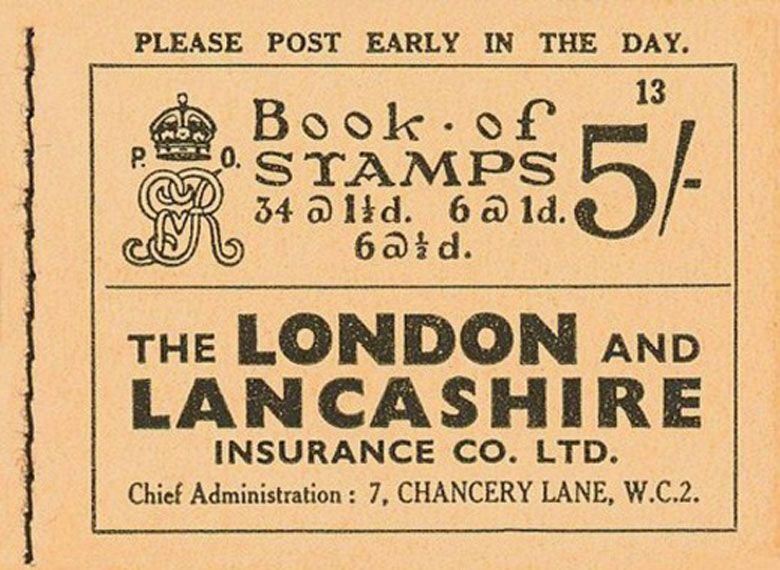 PLEASE POST EARLY IN THE DAY.
13
P. O.
GR
Book · of
STAMPS
5/-
34 @ 1½d. 6 @ 1d.
6 @ ½d.
THE LONDON AND
LANCASHIRE
INSURANCE CO. LTD.
Chief Administration : 7, CHANCERY LANE, W.C.2.